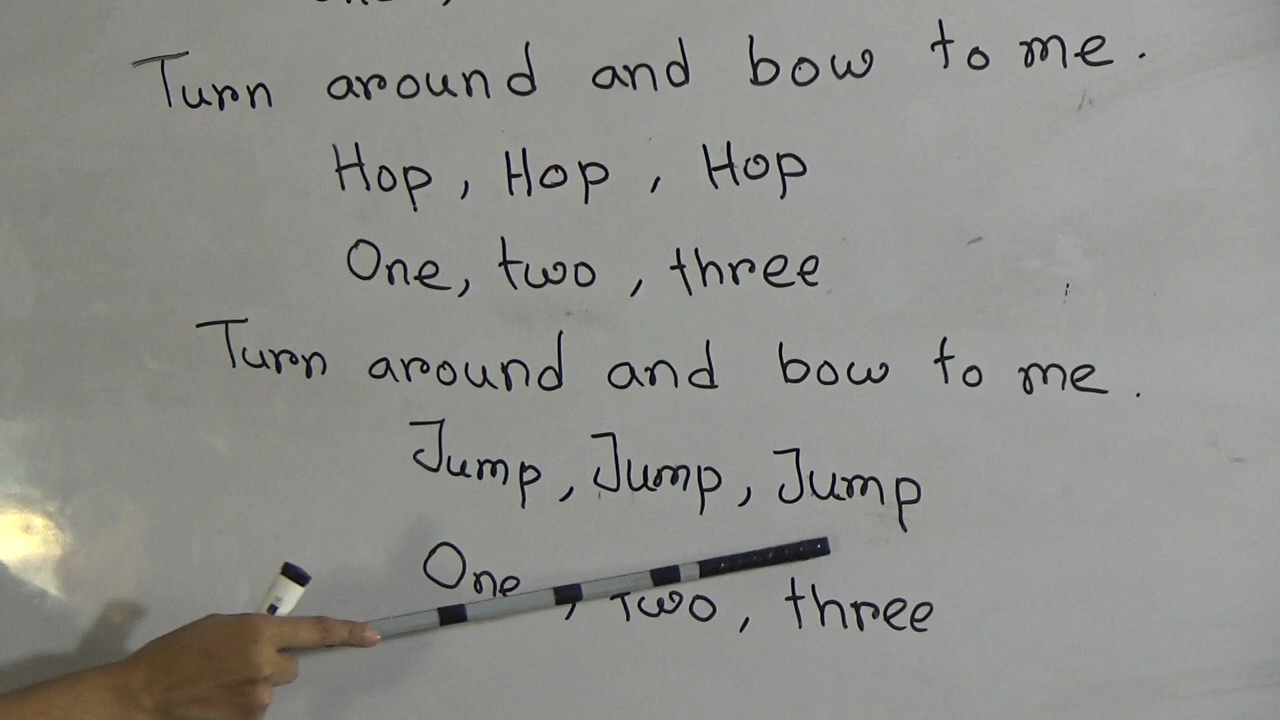 Turn around and bow to me.
Hop, Hop, Hop
One, two, three
Turn around and bow to me.
Jump, Jump, Jump
One, two, three